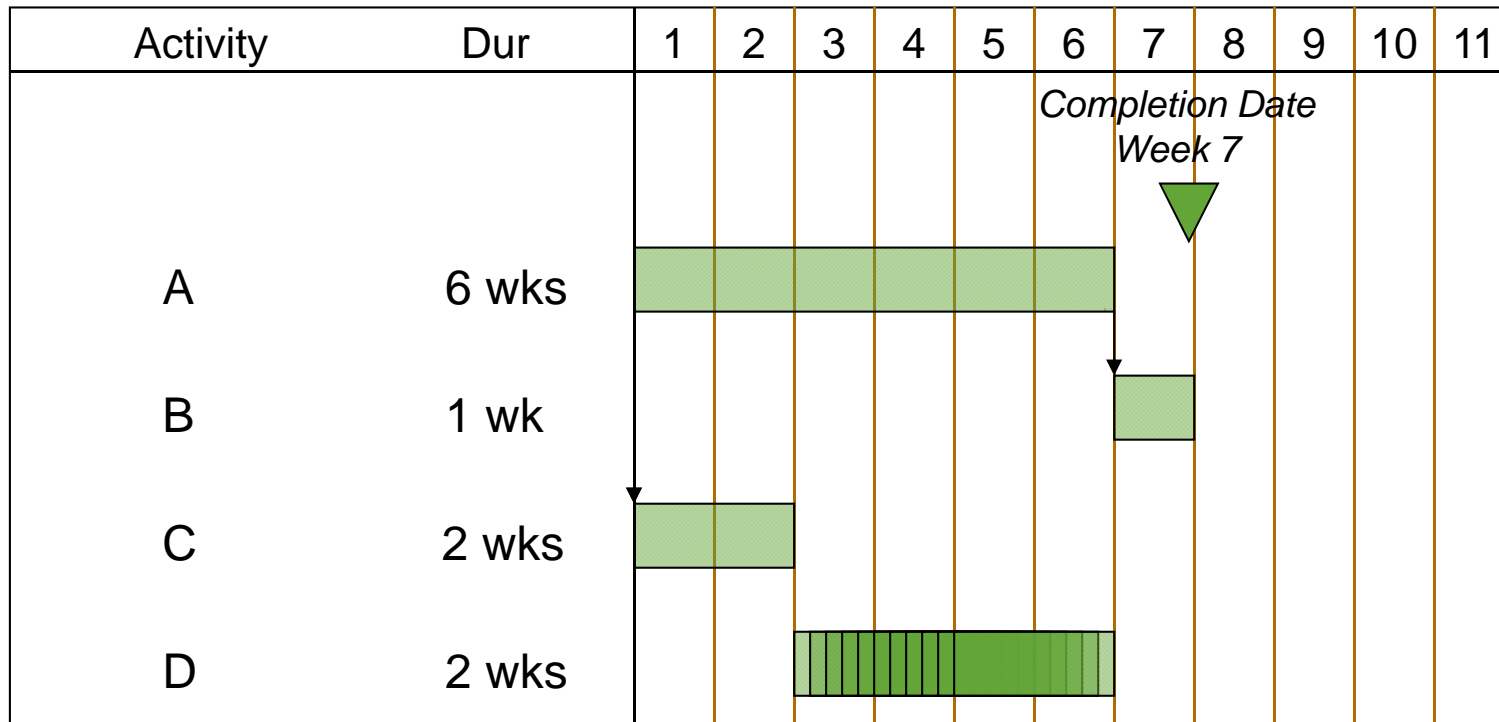 Activity Dur 1 2 3 4 5 6 7 8 9 10 11
Completion Date
Week 7
A 6 wks
B 1 wk
C 2 wks
D 2 wks